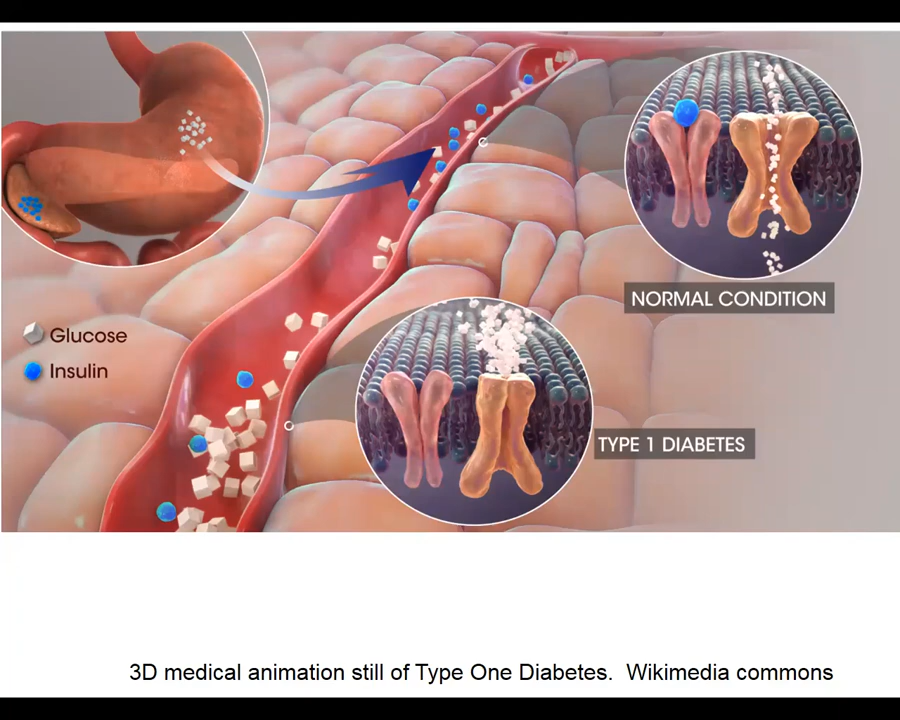 NORMAL CONDITION
Glucose
Insulin
TYPE 1 DIABETES
3D medical animation still of Type One Diabetes.  Wikimedia commons